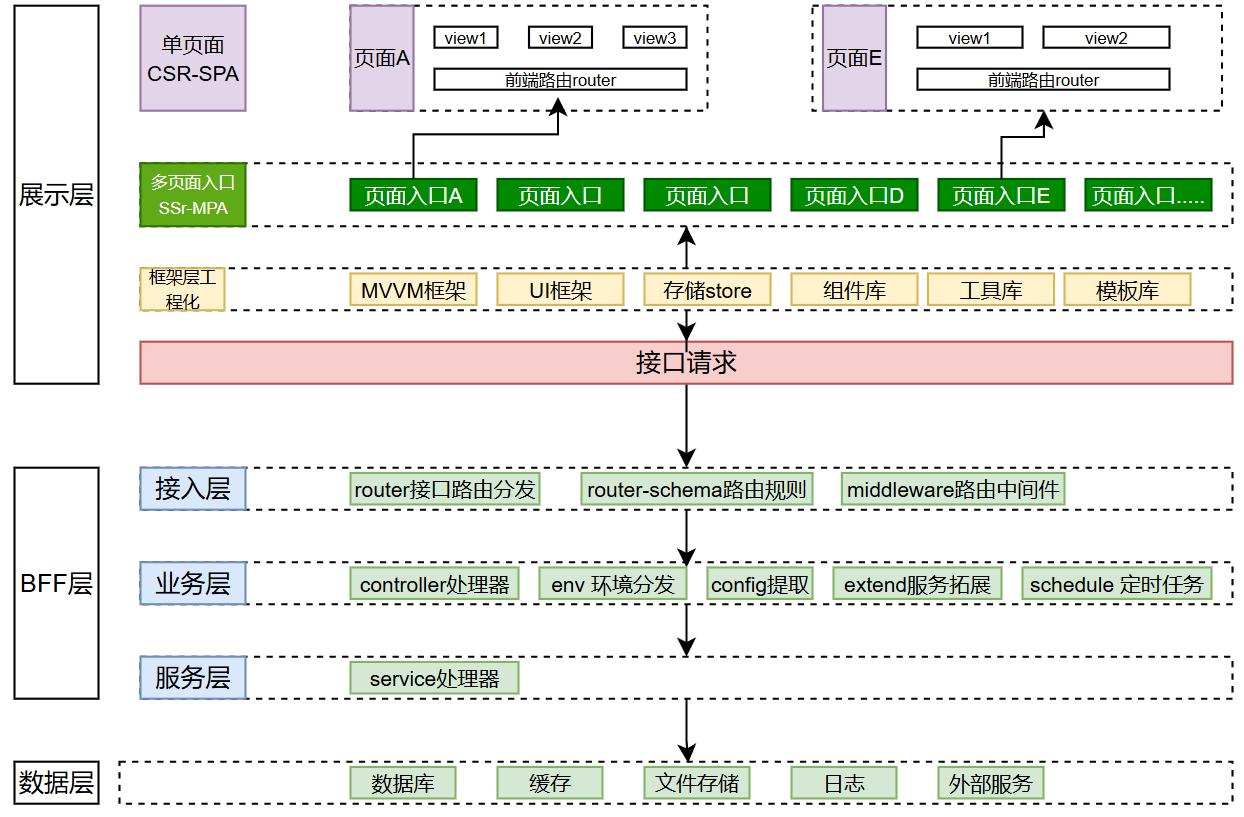 展示层
单页面
CSR-SPA
页面A
view1
view2
view3
前端路由router
页面E
view1
view2
前端路由router
多页面入口
SSr-MPA
页面入口A
页面入口
页面入口
页面入口D
页面入口E
页面入口.....
框架层工
程化
MVVM框架
UI框架
存储store
组件库
工具库
模板库
接口请求
BFF层
接入层
router接口路由分发
router-schema路由规则
middleware路由中间件
业务层
controller处理器
env 环境分发
config提取
extend服务拓展
schedule 定时任务
服务层
service处理器
数据层
数据库
缓存
文件存储
日志
外部服务